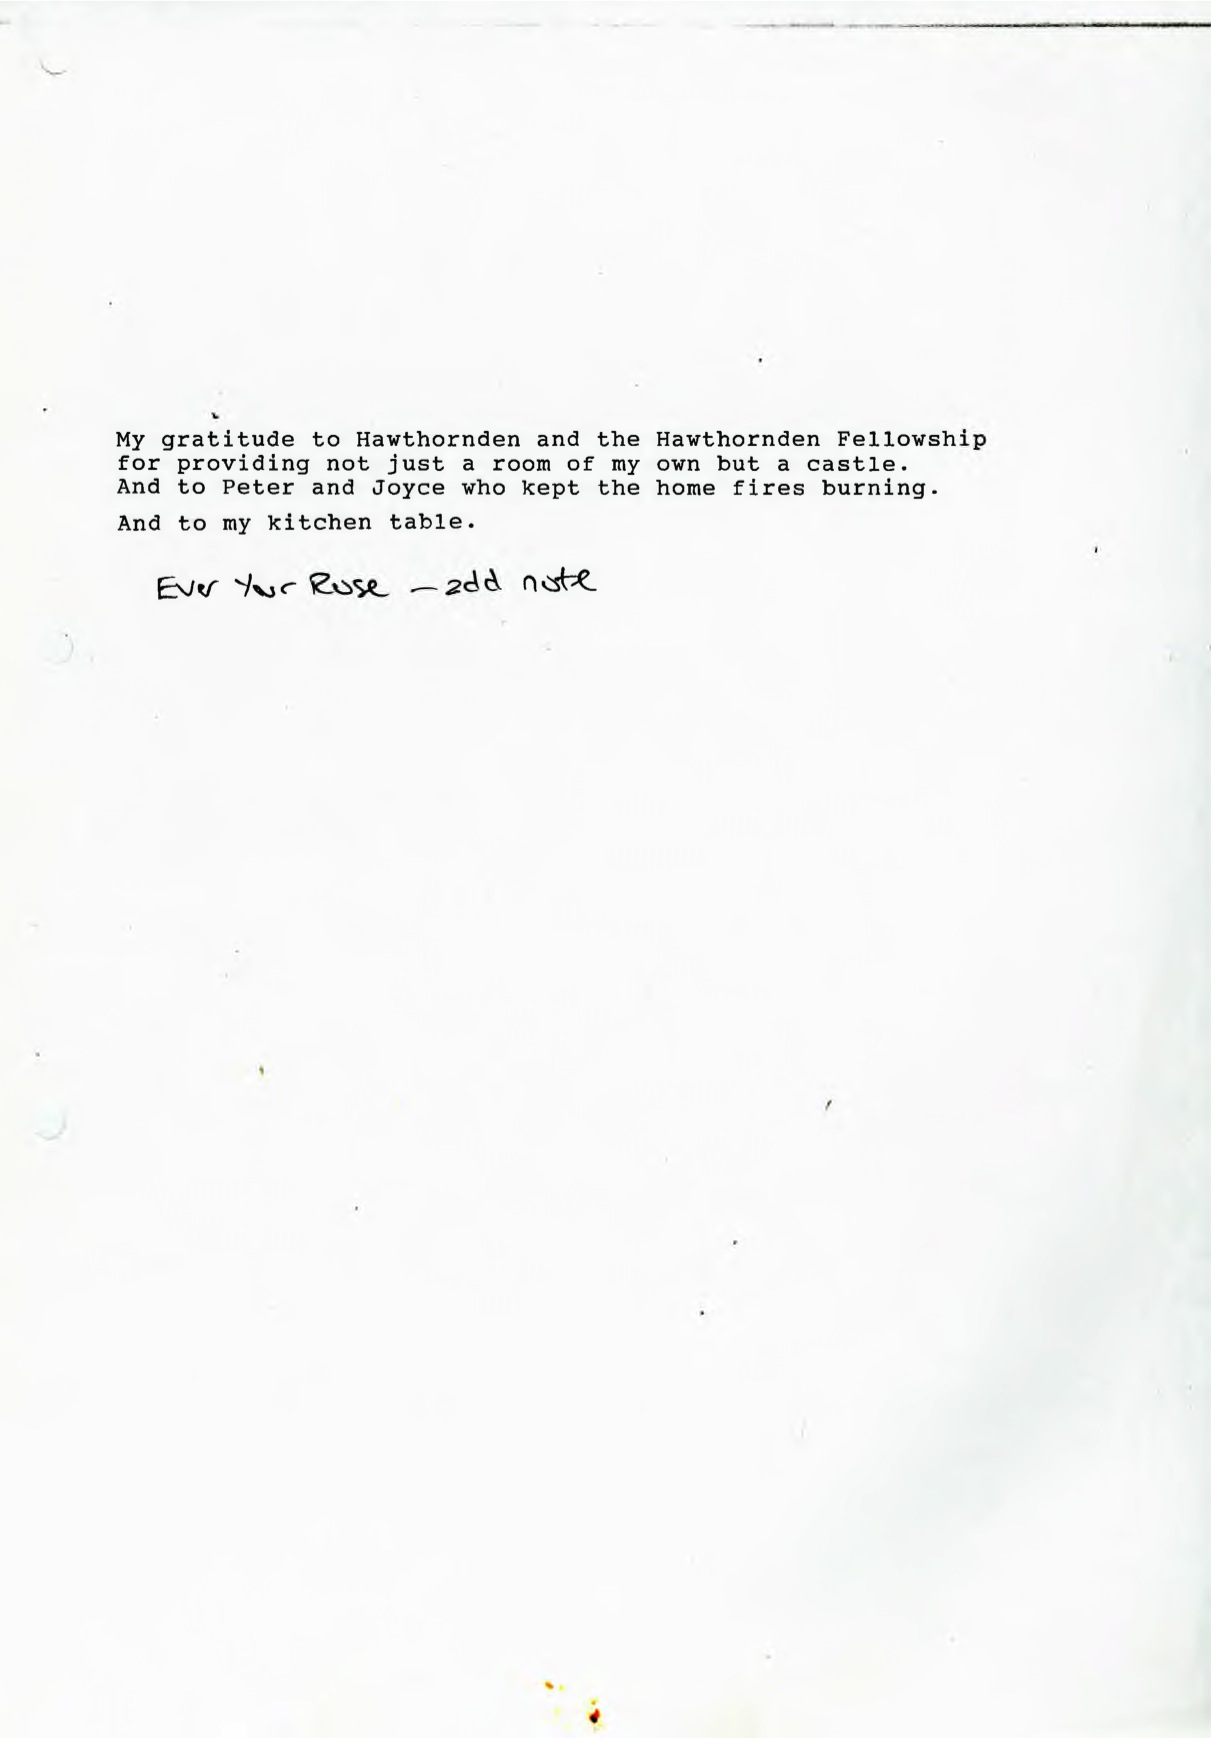 My gratitude to Hawthornden and the Hawthornden Fellowship
for providing not just a room of my own but a castle.
And to Peter and Joyce who kept the home fires burning.
And to my kitchen table.
Ever Your Rose — add note